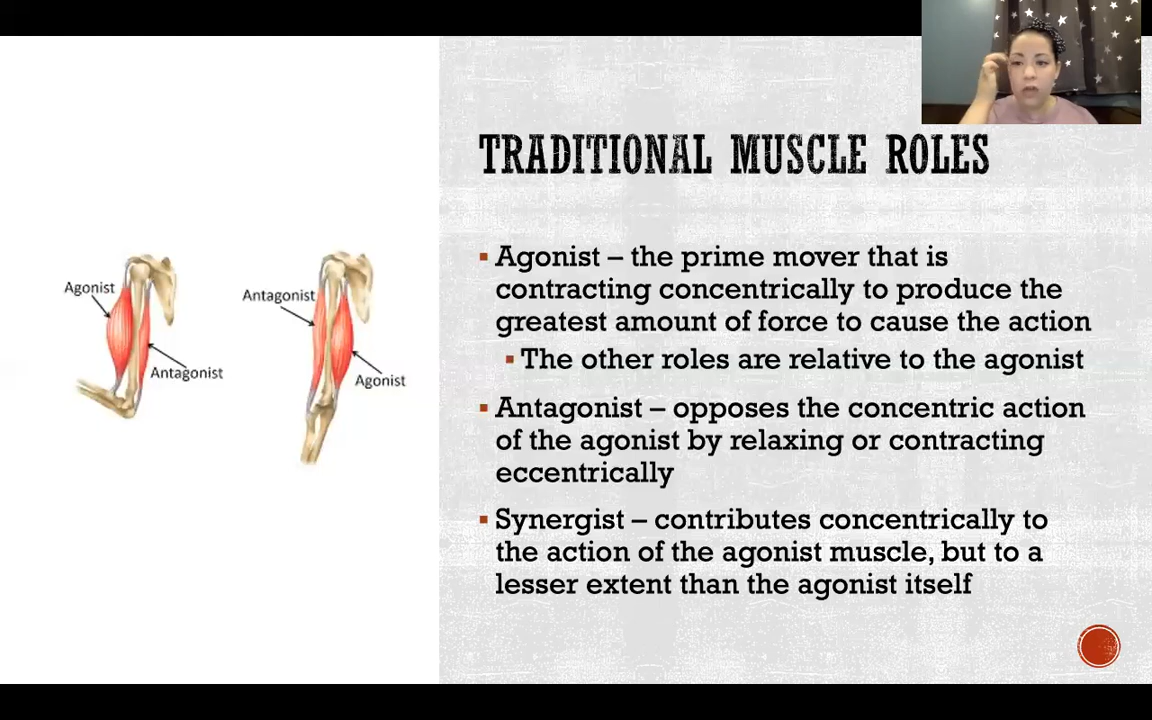 TRADITIONAL MUSCLE ROLES
Agonist
Antagonist
Antagonist
Agonist
▪ Agonist – the prime mover that is
contracting concentrically to produce the
greatest amount of force to cause the action
▪ The other roles are relative to the agonist
▪ Antagonist – opposes the concentric action
of the agonist by relaxing or contracting
eccentrically
▪ Synergist – contributes concentrically to
the action of the agonist muscle, but to a
lesser extent than the agonist itself